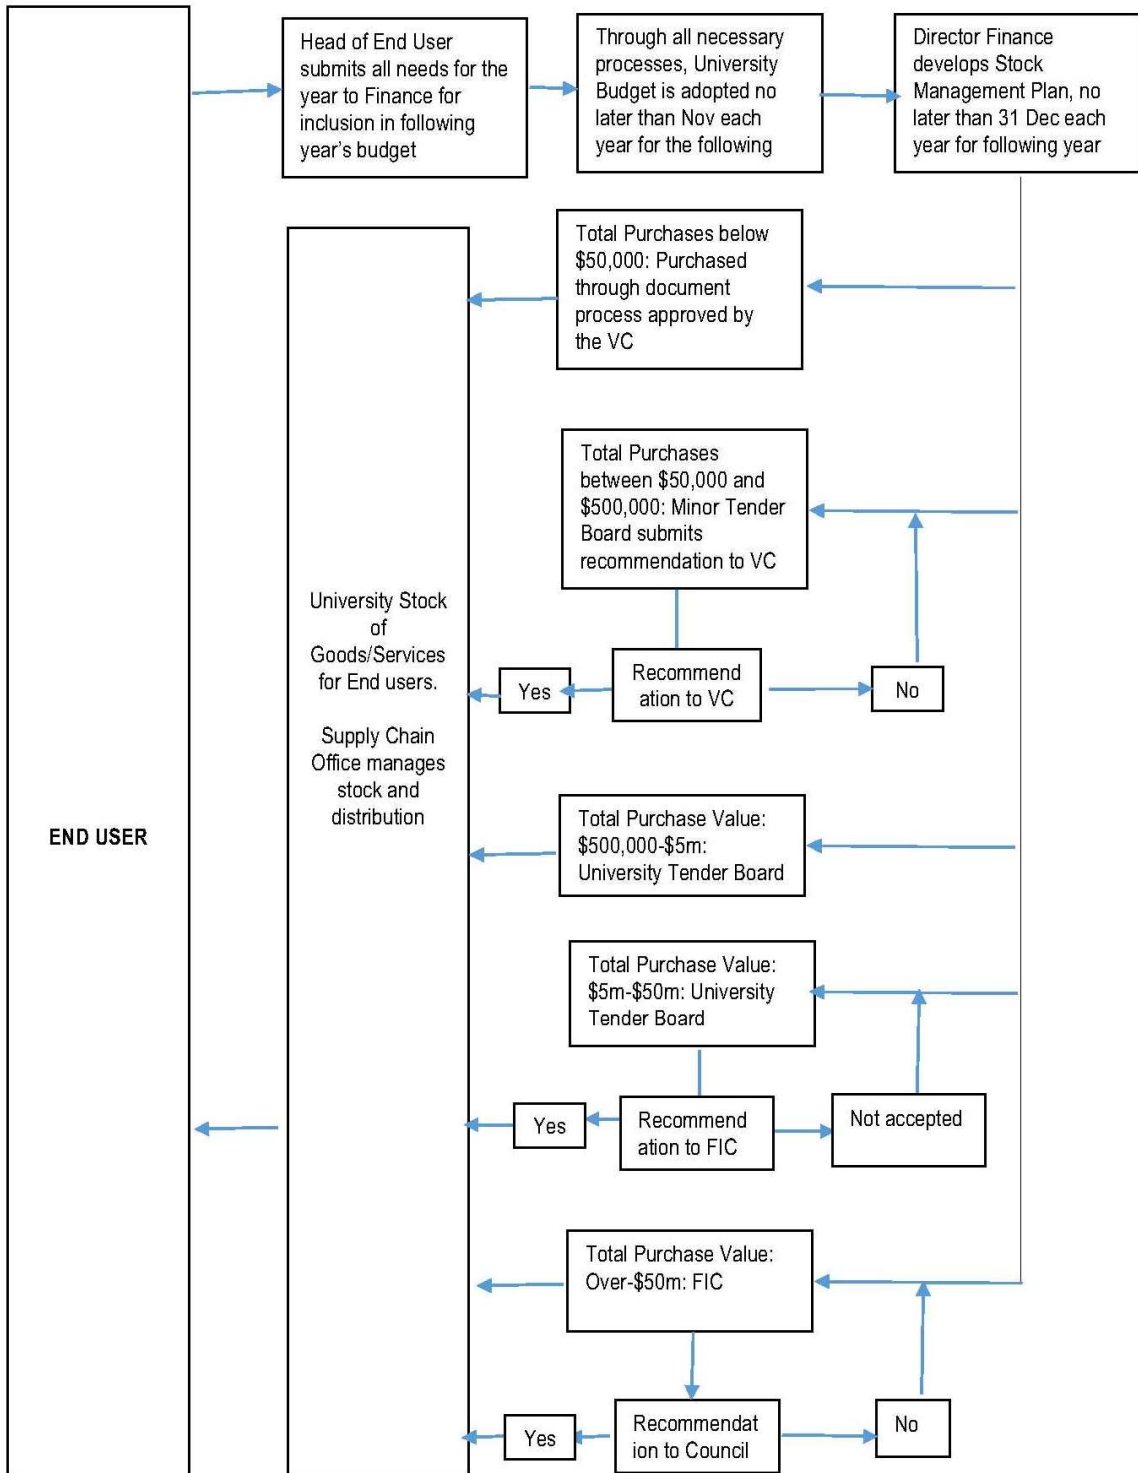 Head of End User
submits all needs for the
year to Finance for
inclusion in following
year's budget
Through all necessary
processes, University
Budget is adopted no
later than Nov each
year for the following
Director Finance
develops Stock
Management Plan, no
later than 31 Dec each
year for following year
Total Purchases below
$50,000: Purchased
through document
process approved by
the VC
Total Purchases
between $50,000 and
$500,000: Minor Tender
Board submits
recommendation to VC
University Stock
of
Goods/Services
for End users.
Supply Chain
Office manages
stock and
distribution
Yes
Recommend
ation to VC
No
END USER
Total Purchase Value:
$500,000-$5m:
University Tender Board
Total Purchase Value:
$5m-$50m: University
Tender Board
Yes
Recommend
ation to FIC
Not accepted
Total Purchase Value:
Over-$50m: FIC
Yes
Recommendat
ion to Council
No